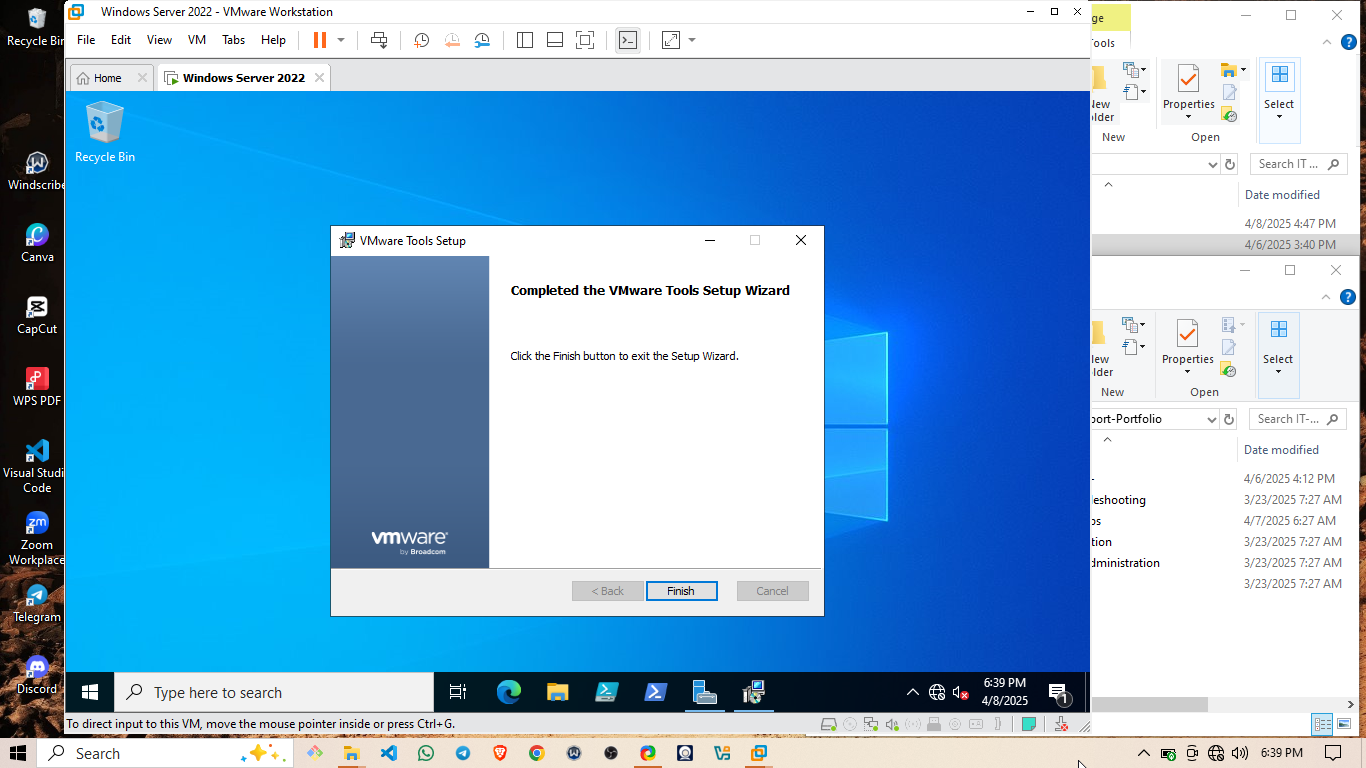 Windows Server 2022 - VMware Workstation
File Edit View VM Tabs Help
Home
Windows Server 2022
Recycle Bin
VMware Tools Setup
Completed the VMware Tools Setup Wizard
Click the Finish button to exit the Setup Wizard.
vmware
by Broadcom
< Back
Finish
Cancel
Type here to search
6:39 PM
4/8/2025
1
To direct input to this VM, move the mouse pointer inside or press Ctrl+G.
Recycle Bin
Windscribe
Canva
CapCut
WPS PDF
Visual Studi
Code
Zoom
Workplace
Telegram
Discord
ge
ools
New
older
Properties
Select
New
Open
Search IT ...
Date modified
4/8/2025 4:47 PM
4/6/2025 3:40 PM
New
older
Properties
Select
New
Open
port-Portfolio
Search IT-...
Date modified
4/6/2025 4:12 PM
leshooting 3/23/2025 7:27 AM
os 4/7/2025 6:27 AM
tion 3/23/2025 7:27 AM
dministration 3/23/2025 7:27 AM
3/23/2025 7:27 AM
Search
6:39 PM